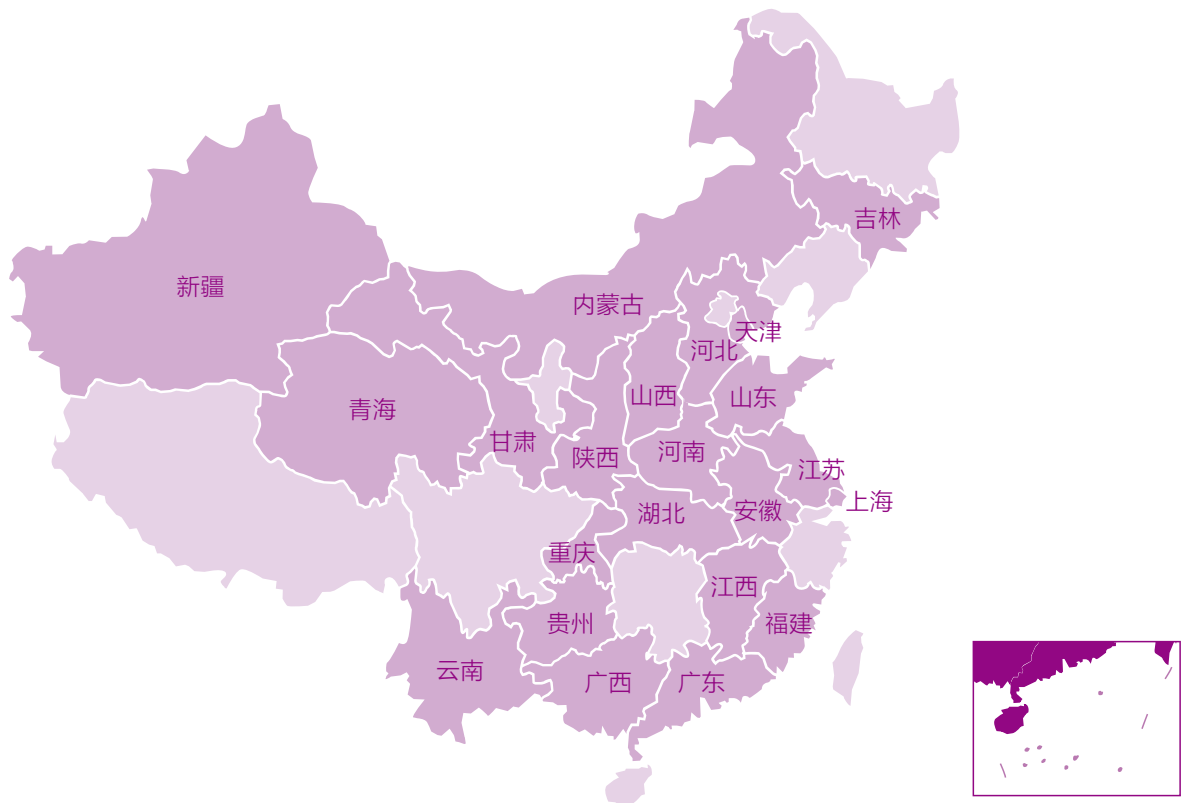 吉林
新疆
内蒙古
天津
河北
山西
山东
青海
甘肃
河南
陕西
江苏
上海
安徽
湖北
重庆
江西
贵州
福建
云南
广西
广东